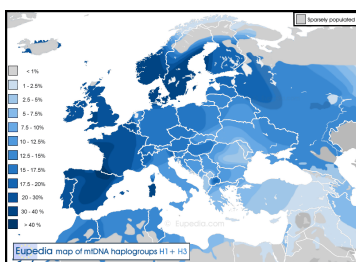 Sparsely populated
< 1%
1 - 2.5%
2.5 - 5%
5 - 7.5%
7.5 - 10%
10 - 12.5%
12.5 - 15%
15 - 17.5%
17.5 - 20%
20 - 30%
30 - 40 %
> 40 %
© Eupedia.com
Eupedia map of mtDNA haplogroups H1 + H3